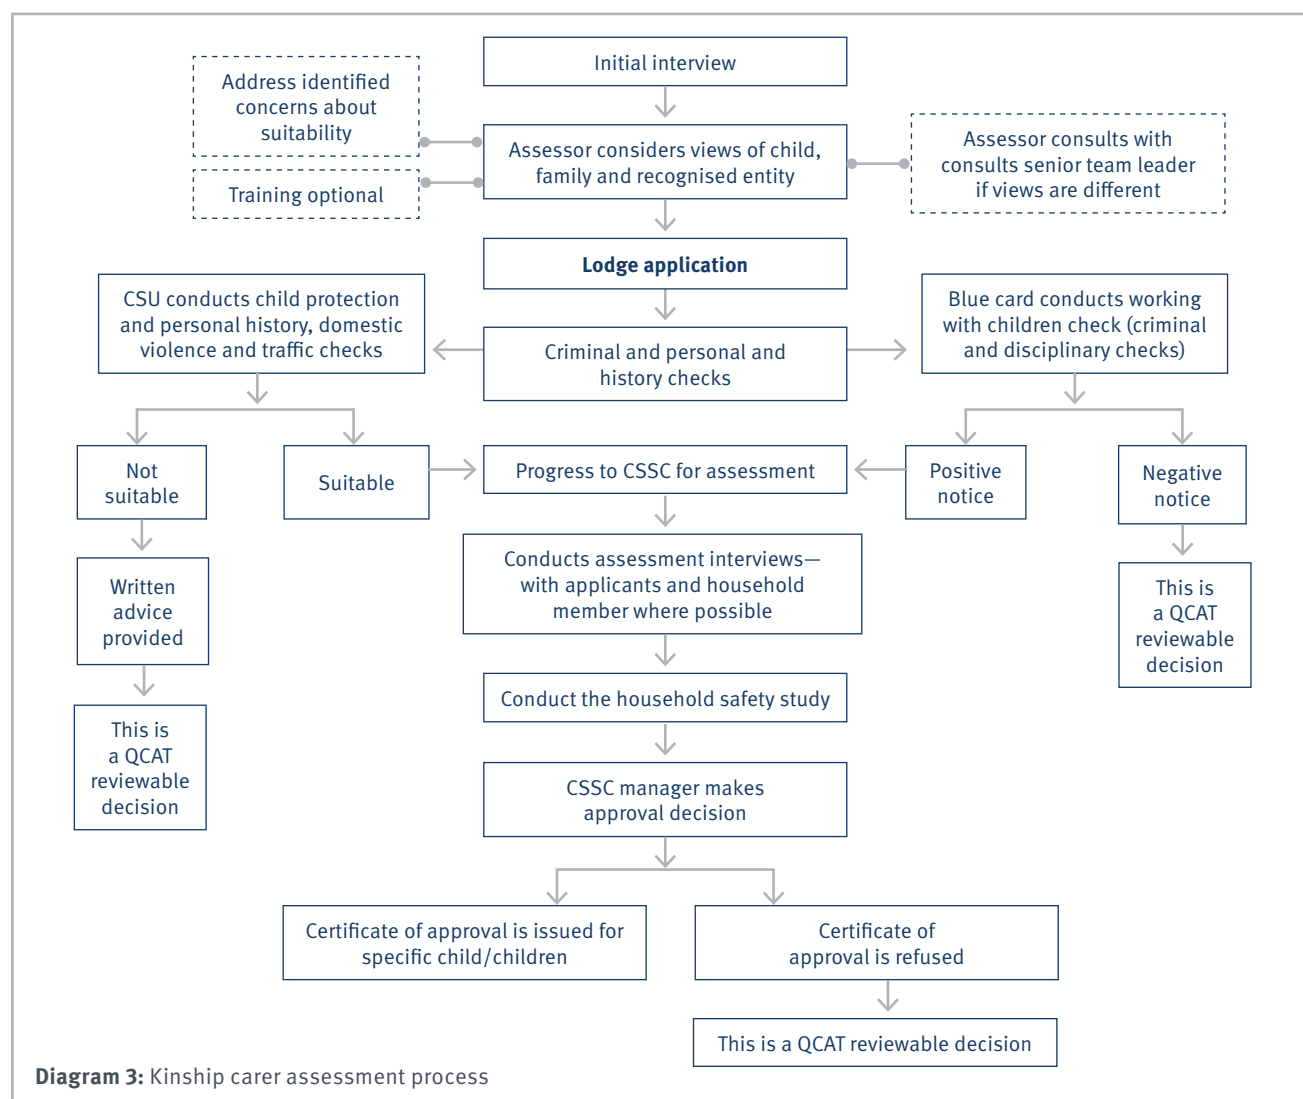 Initial interview
Address identified
concerns about
suitability
Training optional
Assessor considers views of child,
family and recognised entity
Assessor consults with
consults senior team leader
if views are different
Lodge application
CSU conducts child protection
and personal history, domestic
violence and traffic checks
Criminal and personal and
history checks
Blue card conducts working
with children check (criminal
and disciplinary checks)
Not
suitable
Suitable
Progress to CSSC for assessment
Positive
notice
Negative
notice
Written
advice
provided
This is
a QCAT
reviewable
decision
Conducts assessment interviews—
with applicants and household
member where possible
This is
a QCAT
reviewable
decision
Conduct the household safety study
CSSC manager makes
approval decision
Certificate of approval is issued for
specific child/children
Certificate of
approval is refused
This is a QCAT reviewable decision
Diagram 3: Kinship carer assessment process